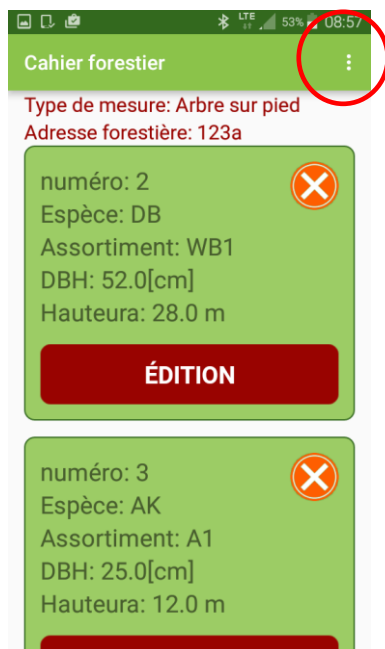 LTE 53% 08:57
Cahier forestier
Type de mesure: Arbre sur pied
Adresse forestière: 123a
numéro: 2
Espèce: DB
Assortiment: WB1
DBH: 52.0[cm]
Hauteura: 28.0 m
ÉDITION
numéro: 3
Espèce: AK
Assortiment: A1
DBH: 25.0[cm]
Hauteura: 12.0 m